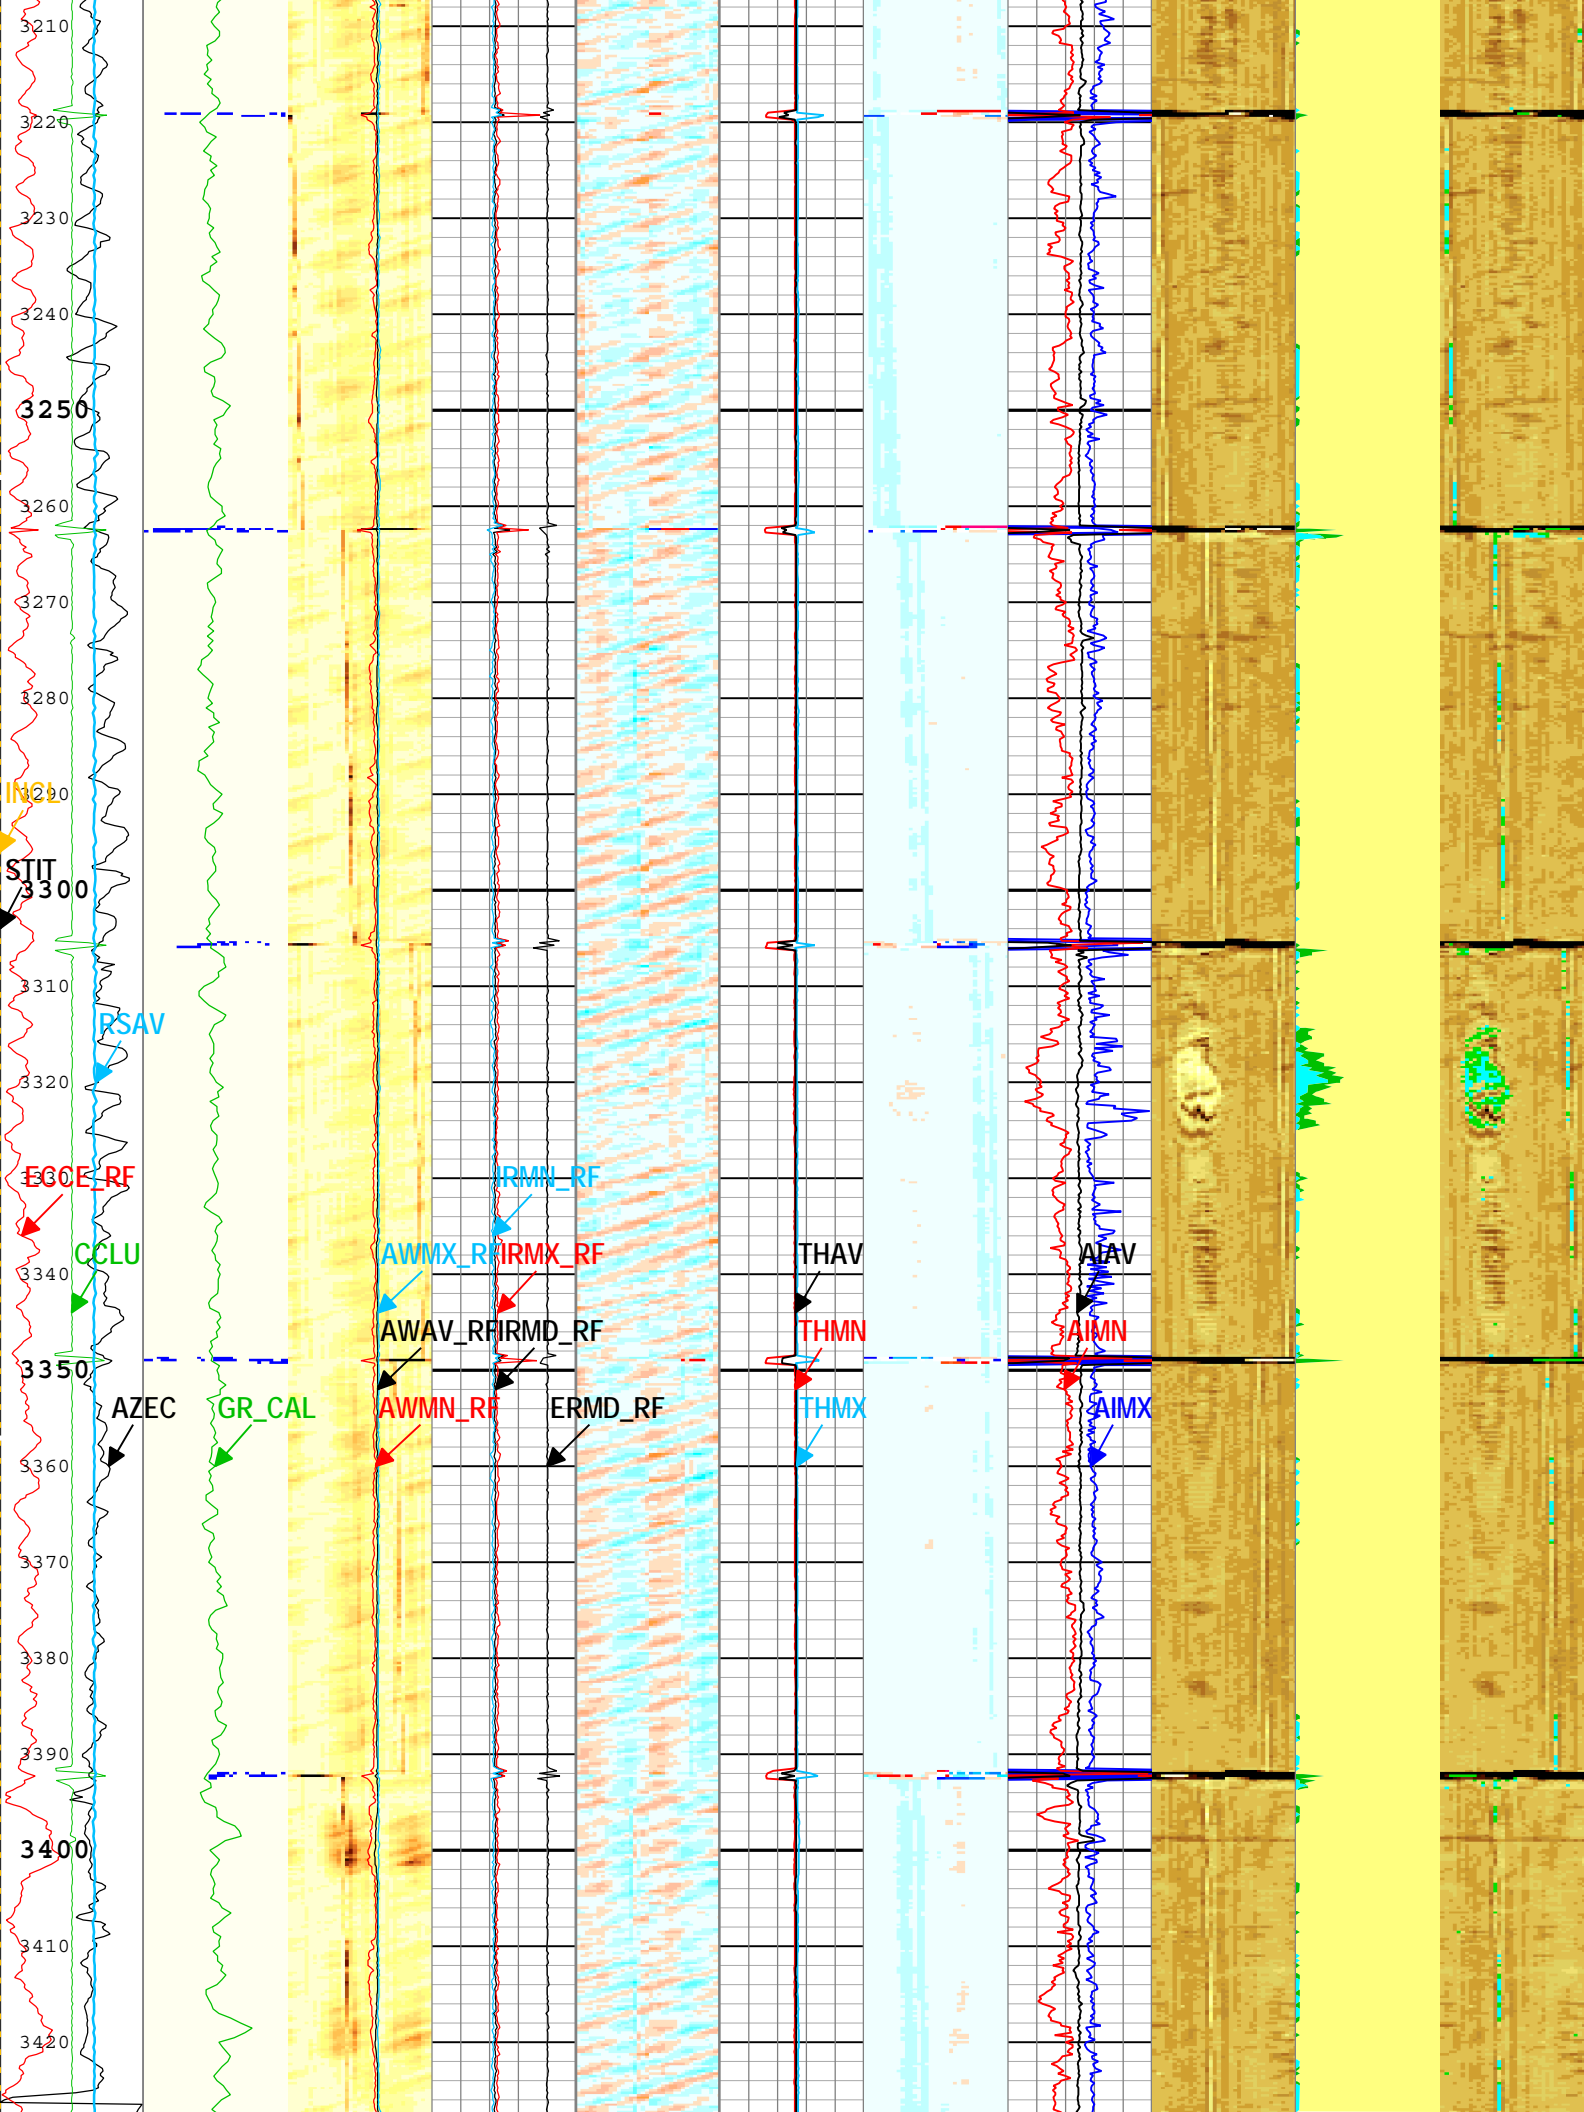 3210
3220
3230
3240
3250
3260
3270
3280
INCL
3290
STIT
3300
3310
RSAV
3320
ECCE_RF
3330
IRMN_RF
CCLU
AWMX_RF
IRMX_RF
THAV
AIAV
3340
AWAV_RF
IRMD_RF
THMN
AIMN
3350
AZEC
GR_CAL
AWMN_RF
ERMD_RF
THMX
AIMX
3360
3370
3380
3390
3400
3410
3420